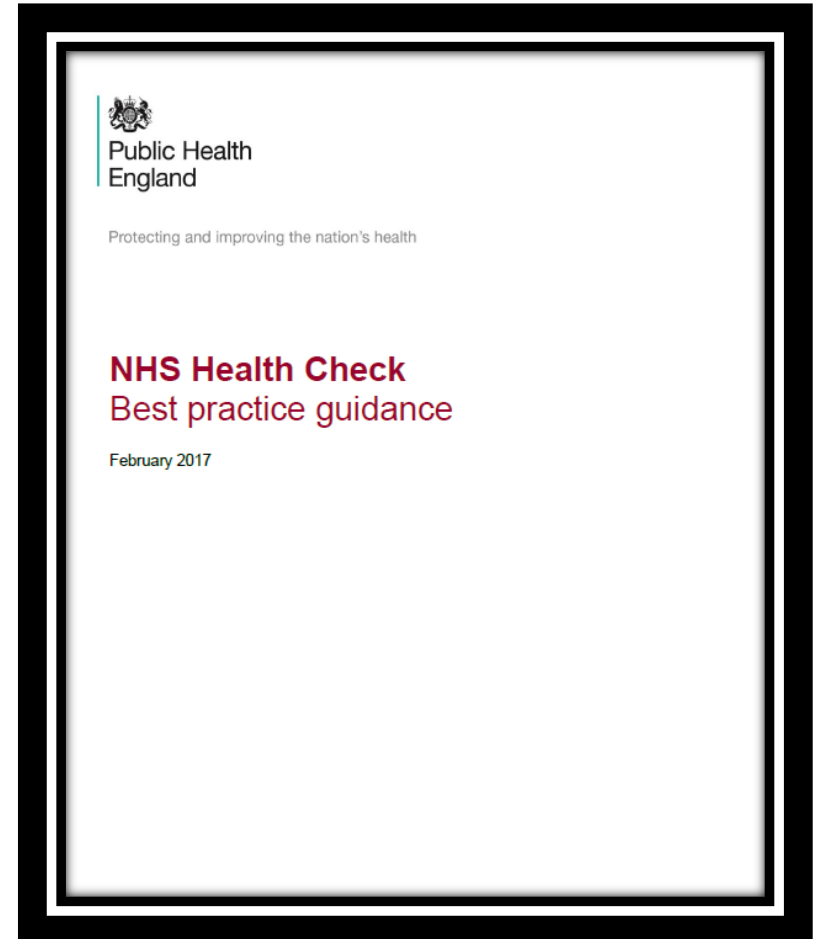 Public Health
England
Protecting and improving the nation's health
NHS Health Check
Best practice guidance
February 2017